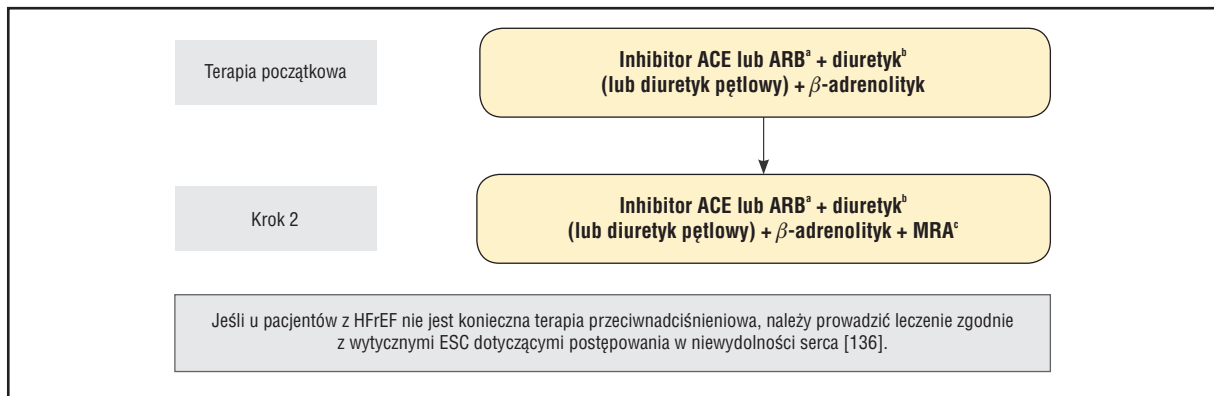 Terapia początkowa
Inhibitor ACE lub ARBᵃ + diuretykᵇ
(lub diuretyk pętlowy) + β-adrenolityk
Krok 2
Inhibitor ACE lub ARBᵃ + diuretykᵇ
(lub diuretyk pętlowy) + β-adrenolityk + MRAᶜ
Jeśli u pacjentów z HFrEF nie jest konieczna terapia przeciwnadciśnieniowa, należy prowadzić leczenie zgodnie
z wytycznymi ESC dotyczącymi postępowania w niewydolności serca [136].